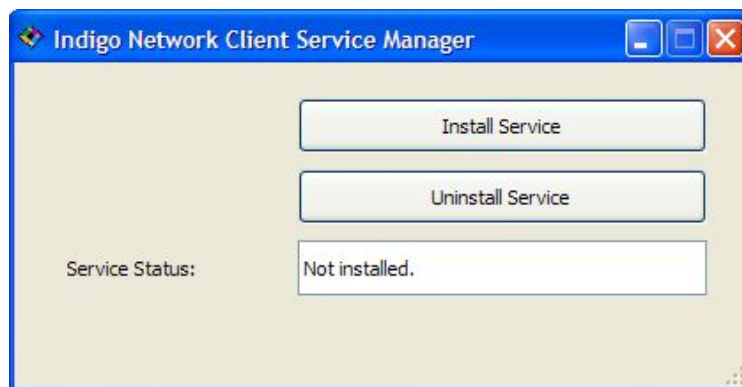 Indigo Network Client Service Manager
Install Service
Uninstall Service
Service Status: Not installed.